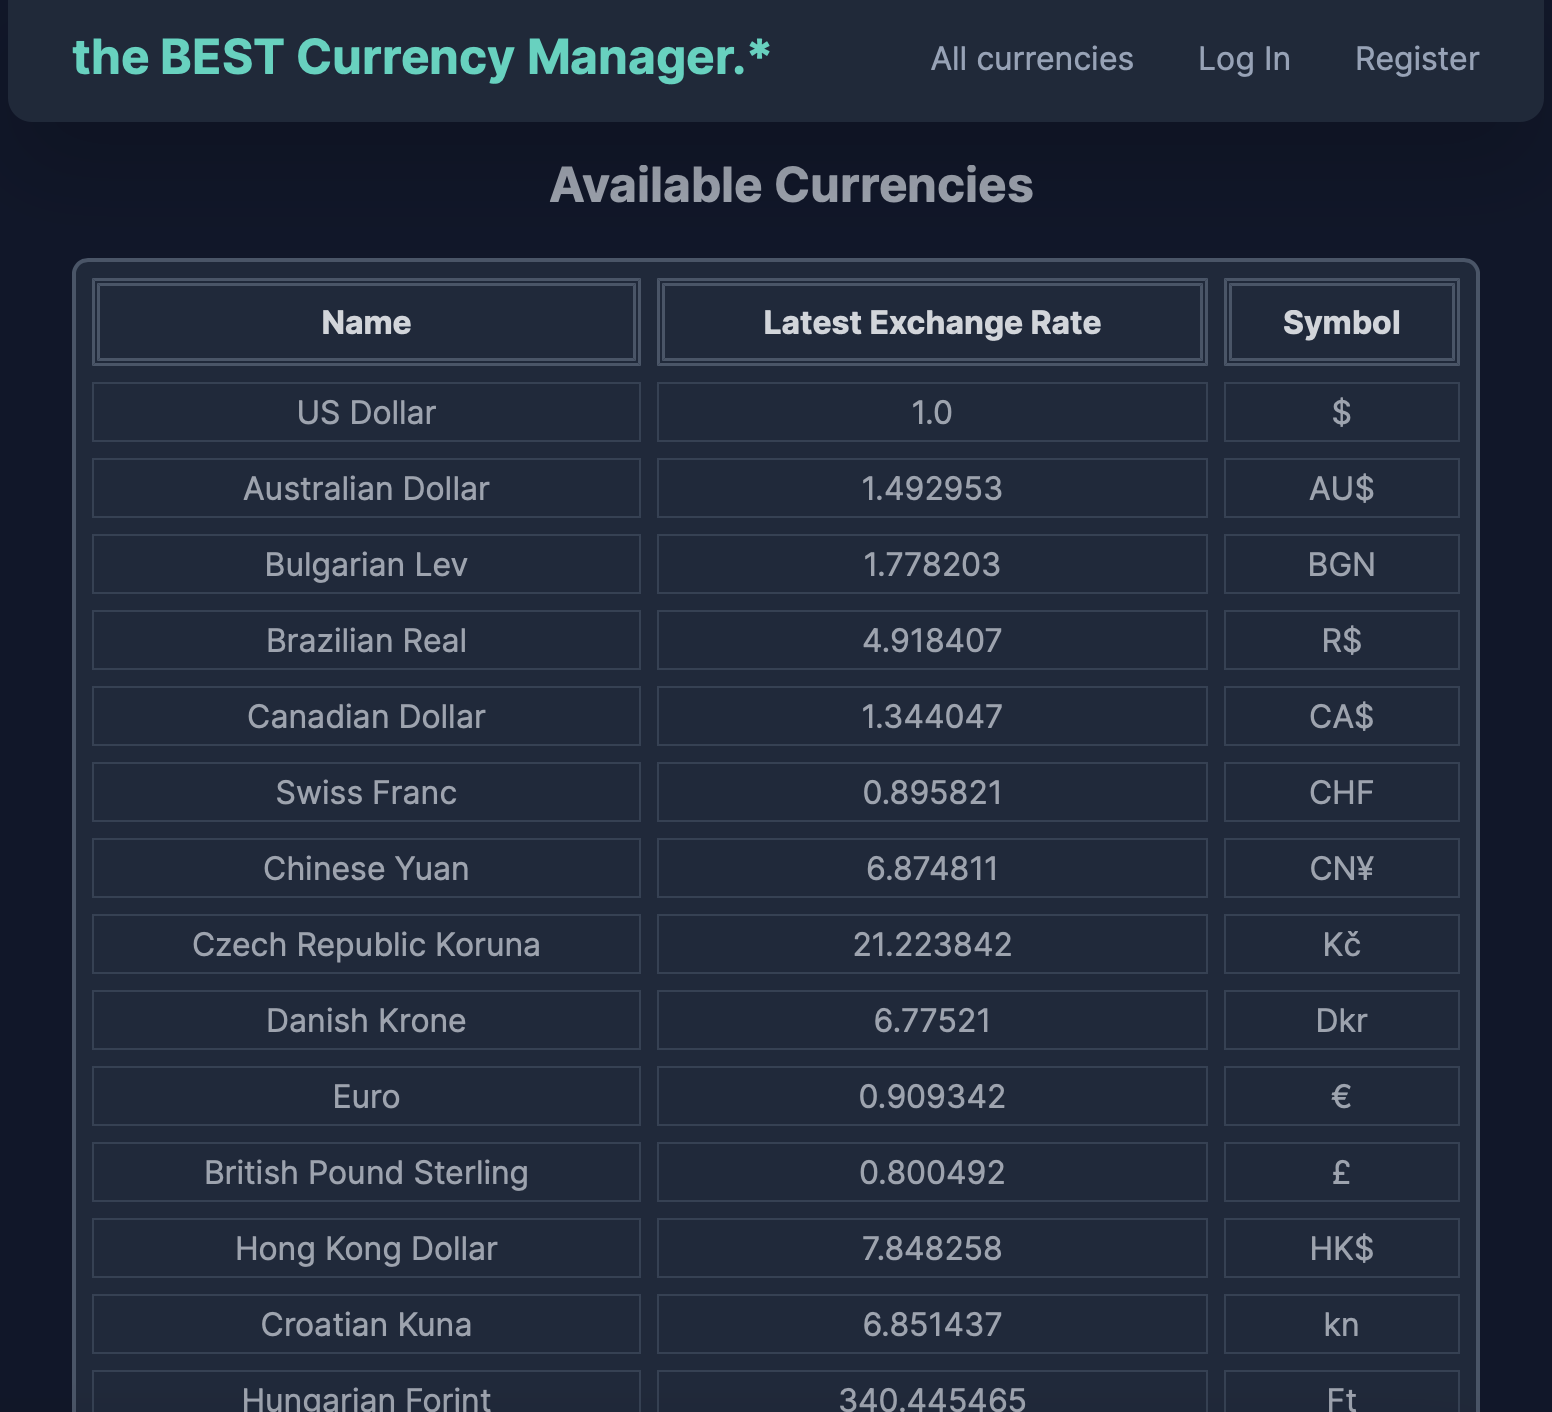 the BEST Currency Manager.* All currencies Log In Register
Available Currencies
Name Latest Exchange Rate Symbol
US Dollar 1.0 $
Australian Dollar 1.492953 AU$
Bulgarian Lev 1.778203 BGN
Brazilian Real 4.918407 R$
Canadian Dollar 1.344047 CA$
Swiss Franc 0.895821 CHF
Chinese Yuan 6.874811 CN¥
Czech Republic Koruna 21.223842 Kč
Danish Krone 6.77521 Dkr
Euro 0.909342 €
British Pound Sterling 0.800492 £
Hong Kong Dollar 7.848258 HK$
Croatian Kuna 6.851437 kn
Hungarian Forint 340.445465 Ft